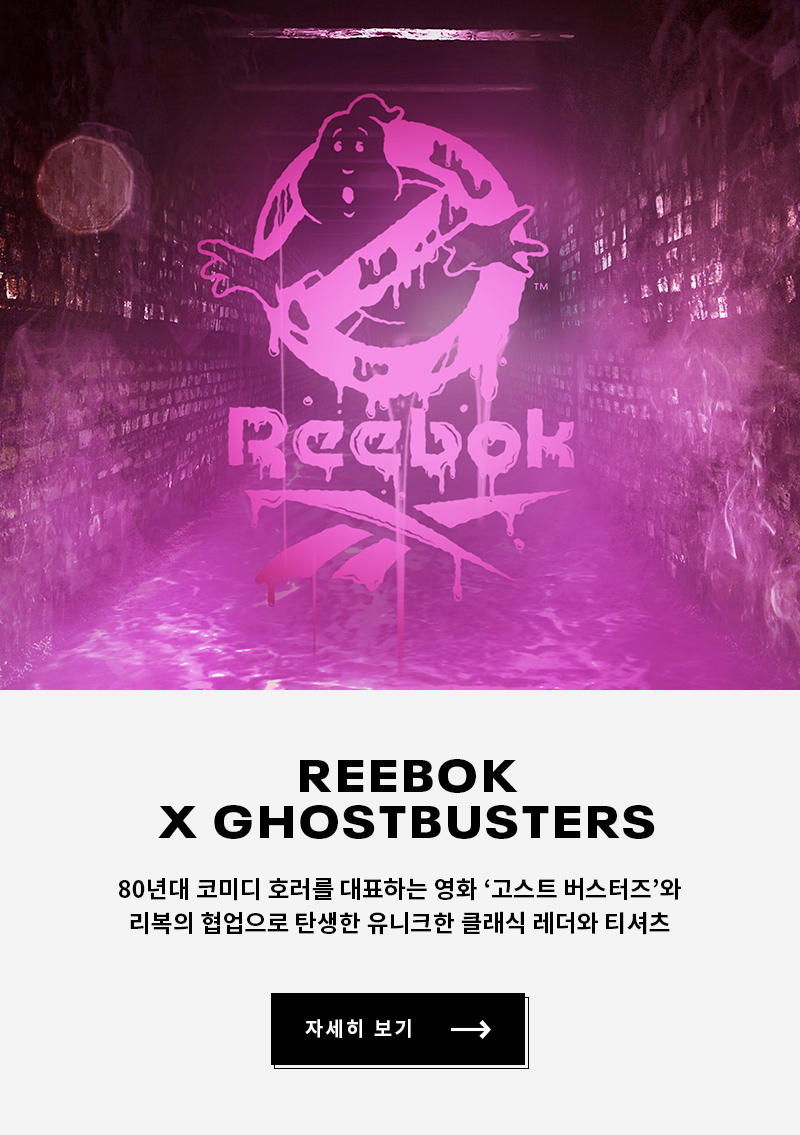 TM
Reebok
REEBOK
X GHOSTBUSTERS
80년대 코미디 호러를 대표하는 영화 ‘고스트 버스터즈’와
리복의 협업으로 탄생한 유니크한 클래식 레더와 티셔츠
자세히 보기